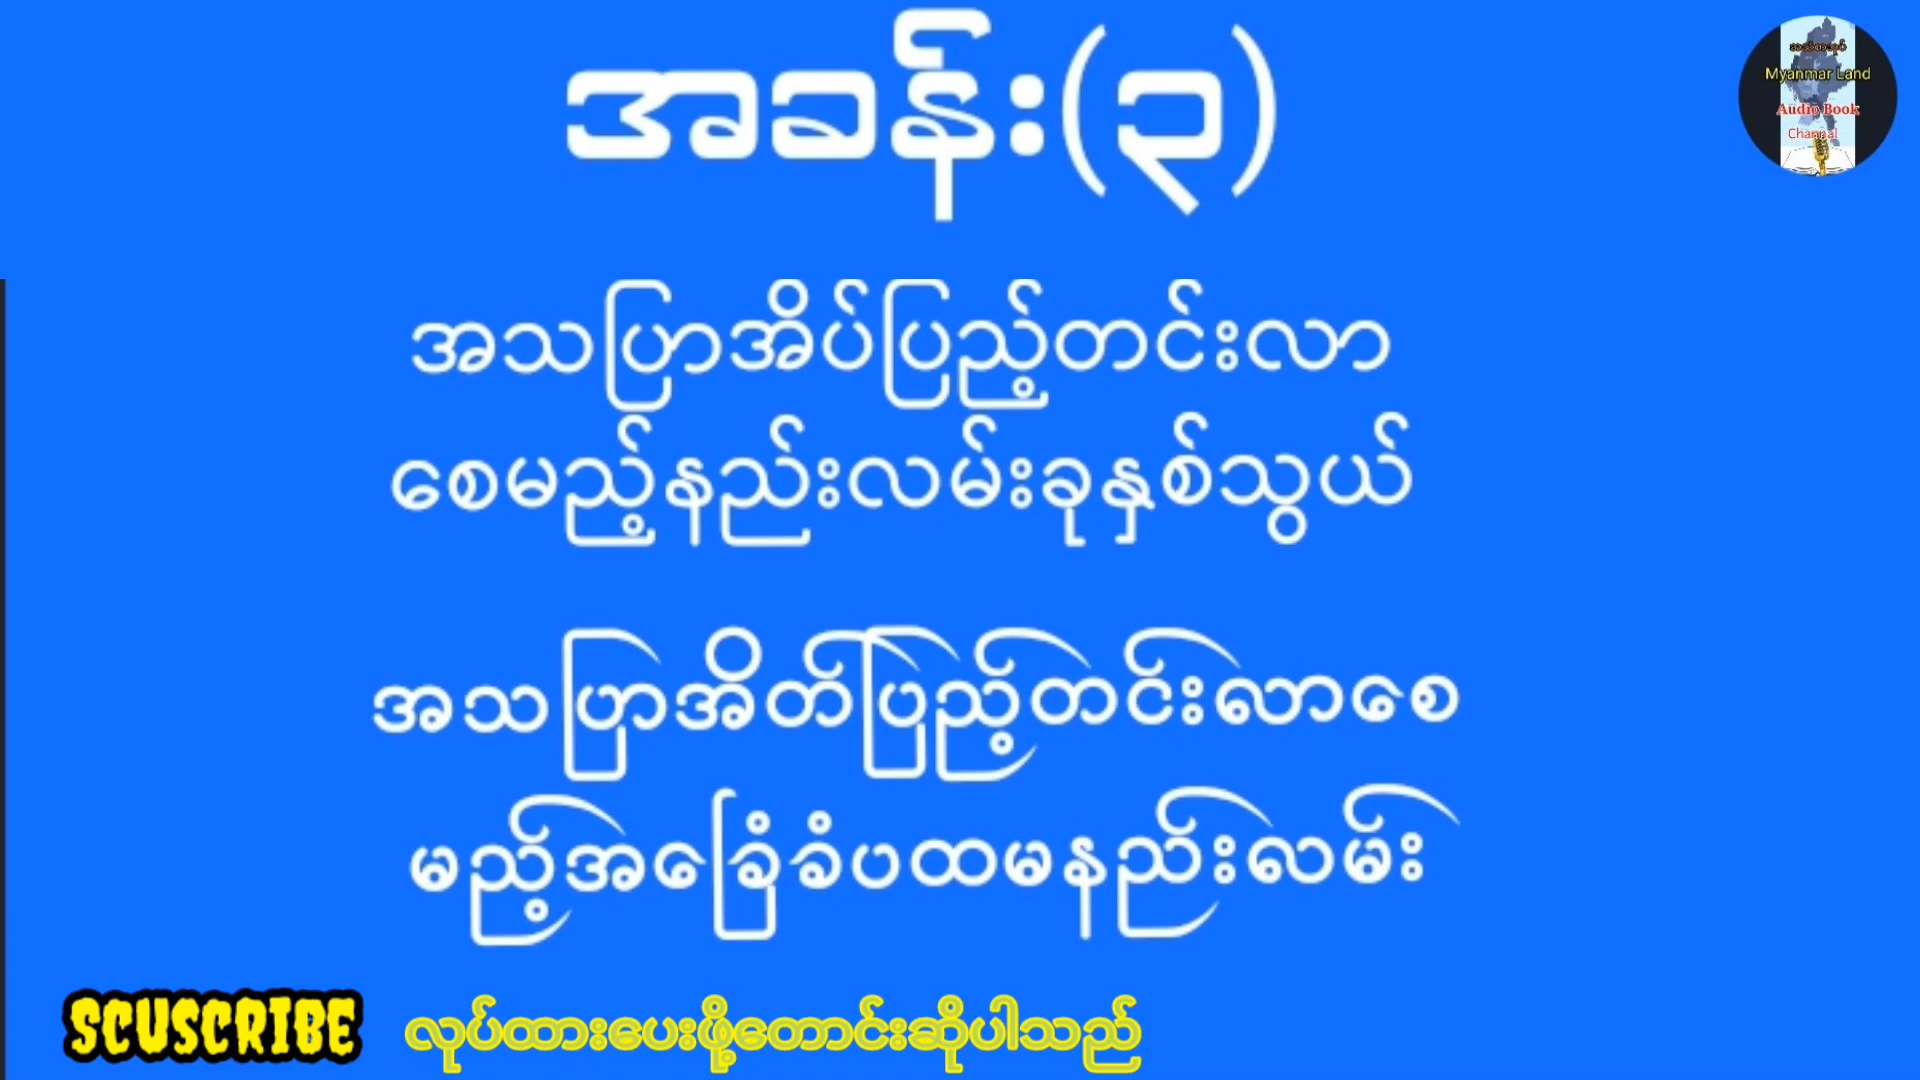 အခန်း(၃)
Myanmar Land
Audio Book
Channal
အသပြာအိပ်ပြည့်တင်းလာ
စေမည့်နည်းလမ်းခုနှစ်သွယ်
အသပြာအိတ်ပြည့်တင်းလာစေ
မည့်အခြေခံပထမနည်းလမ်း
SCUSCRIBE လုပ်ထားပေးဖို့တောင်းဆိုပါသည်